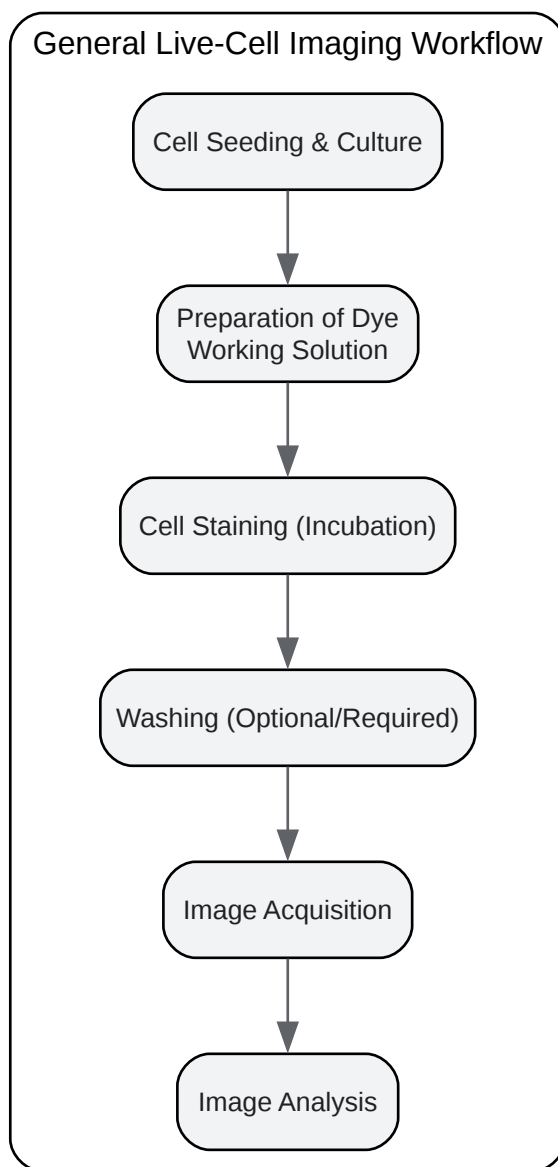 General Live-Cell Imaging Workflow
Cell Seeding & Culture
Preparation of Dye
Working Solution
Cell Staining (Incubation)
Washing (Optional/Required)
Image Acquisition
Image Analysis